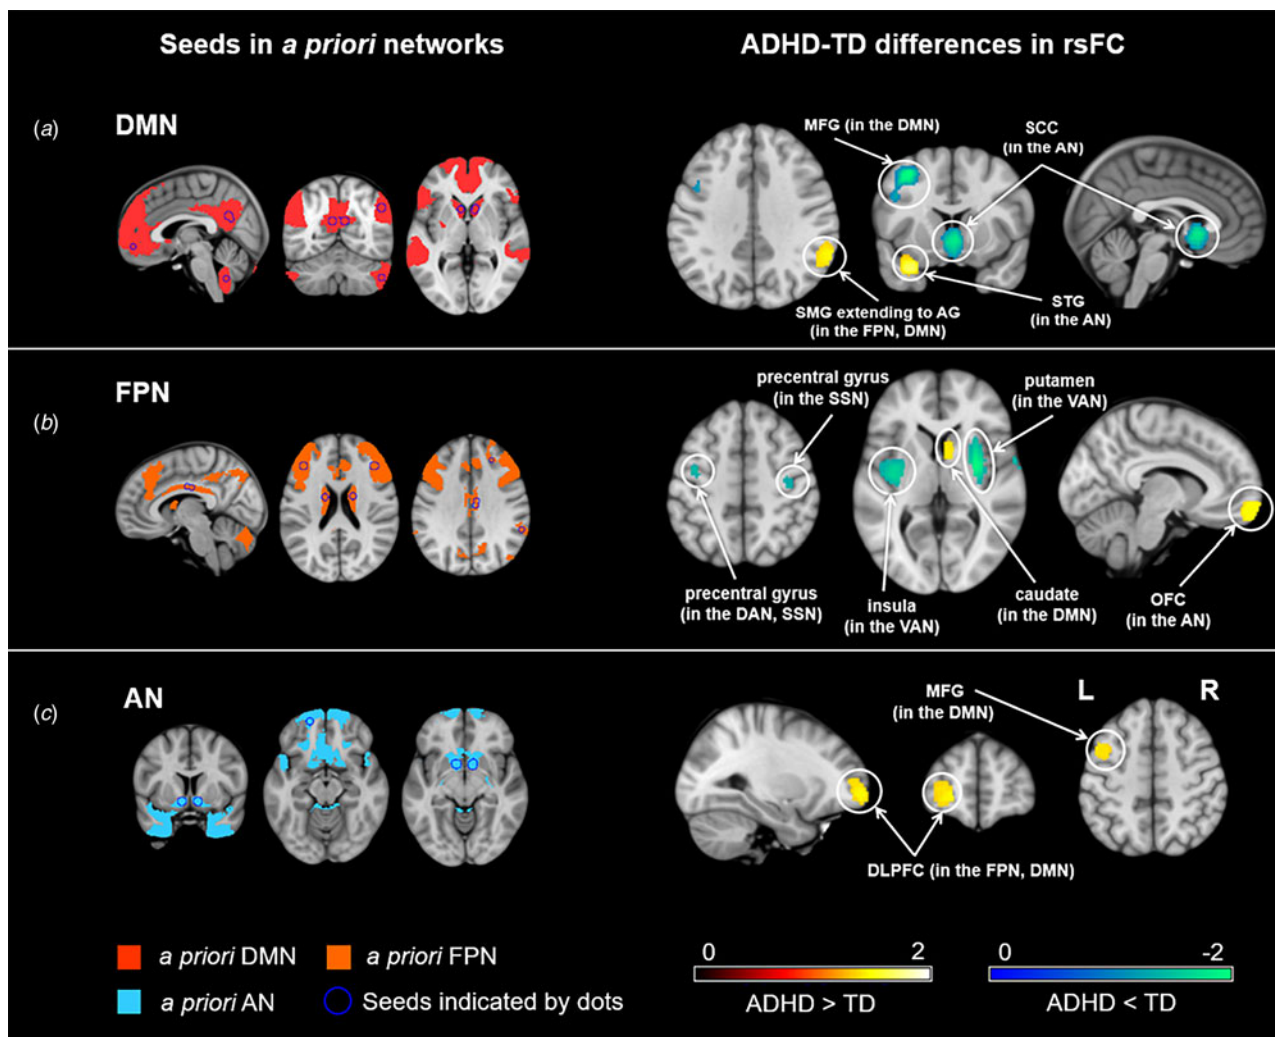 Seeds in a priori networks
ADHD-TD differences in rsFC
(a)
DMN
MFG (in the DMN)
SCC
(in the AN)
SMG extending to AG
(in the FPN, DMN)
STG
(in the AN)
(b)
FPN
precentral gyrus
(in the SSN)
putamen
(in the VAN)
precentral gyrus
(in the DAN, SSN)
insula
(in the VAN)
caudate
(in the DMN)
OFC
(in the AN)
(c)
AN
MFG
(in the DMN)
L
R
DLPFC (in the FPN, DMN)
a priori DMN
a priori FPN
a priori AN
Seeds indicated by dots
0
2
ADHD > TD
0
-2
ADHD < TD